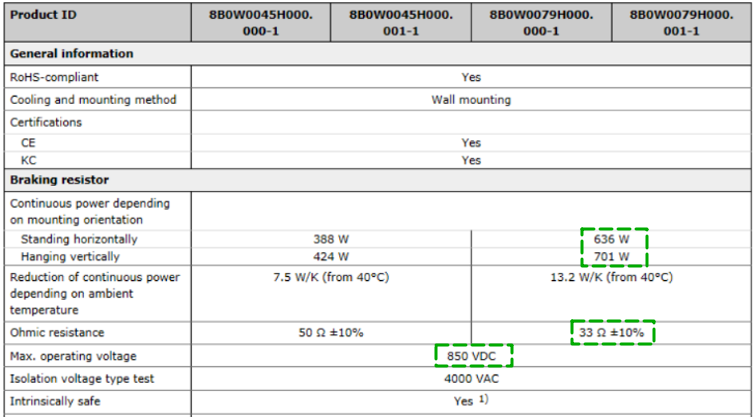 Product ID 8B0W0045H000. 8B0W0045H000. 8B0W0079H000. 8B0W0079H000.
000-1 001-1 000-1 001-1
General information
RoHS-compliant Yes
Cooling and mounting method Wall mounting
Certifications
CE Yes
KC Yes
Braking resistor
Continuous power depending
on mounting orientation
Standing horizontally 388 W 636 W
Hanging vertically 424 W 701 W
Reduction of continuous power 7.5 W/K (from 40°C) 13.2 W/K (from 40°C)
depending on ambient
temperature
Ohmic resistance 50 Ω ±10% 33 Ω ±10%
Max. operating voltage 850 VDC
Isolation voltage type test 4000 VAC
Intrinsically safe Yes 1)